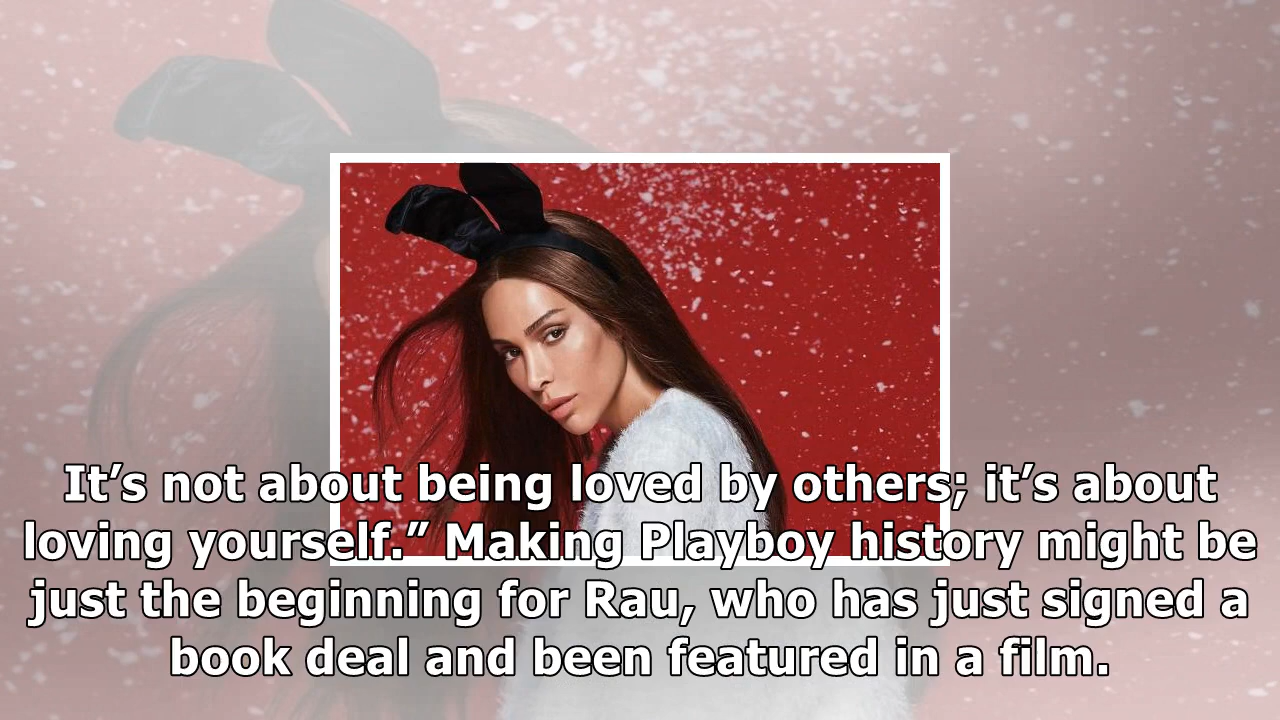 It’s not about being loved by others; it’s about
loving yourself.” Making Playboy history might be
just the beginning for Rau, who has just signed a
book deal and been featured in a film.